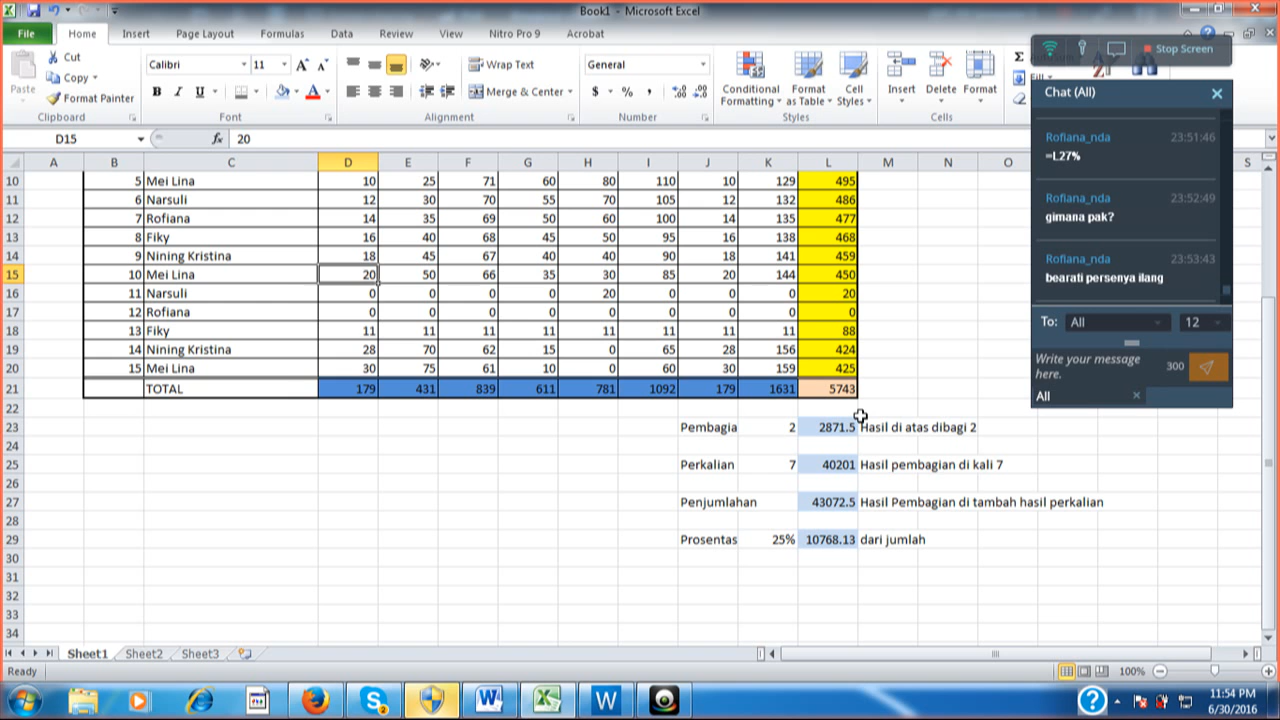 Book1 - Microsoft Excel
File Home Insert Page Layout Formulas Data Review View Nitro Pro 9 Acrobat
Cut
Copy
Format Painter
Paste
Calibri 11
Wrap Text
Merge & Center
General
Conditional Formatting
Format as Table
Cell Styles
Insert Delete Format
Clipboard Font Alignment Number Styles Cells
Stop Screen
D15 fx 20
A B C D E F G H I J K L M N O S
10 5 Mei Lina 10 25 71 60 80 110 10 129 495
11 6 Narsuli 12 30 70 55 70 105 12 132 486
12 7 Rofiana 14 35 69 50 60 100 14 135 477
13 8 Fiky 16 40 68 45 50 95 16 138 468
14 9 Nining Kristina 18 45 67 40 40 90 18 141 459
15 10 Mei Lina 20 50 66 35 30 85 20 144 450
16 11 Narsuli 0 0 0 0 20 0 0 0 20
17 12 Rofiana 0 0 0 0 0 0 0 0 0
18 13 Fiky 11 11 11 11 11 11 11 11 88
19 14 Nining Kristina 28 70 62 15 0 65 28 156 424
20 15 Mei Lina 30 75 61 10 0 60 30 159 425
21 TOTAL 179 431 839 611 781 1092 179 1631 5743
22
23 Pembagia 2 2871.5 Hasil di atas dibagi 2
24
25 Perkalian 7 40201 Hasil pembagian di kali 7
26
27 Penjumlahan 43072.5 Hasil Pembagian di tambah hasil perkalian
28
29 Prosentas 25% 10768.13 dari jumlah
30
31
32
33
34
Chat (All)
Rofiana_nda 23:51:46
=L27%
Rofiana_nda 23:52:49
gimana pak?
Rofiana_nda 23:53:43
bearati persenya ilang
To: All 12
Write your message
here. 300
All
Sheet1 Sheet2 Sheet3
Ready 100%
11:54 PM
6/30/2016